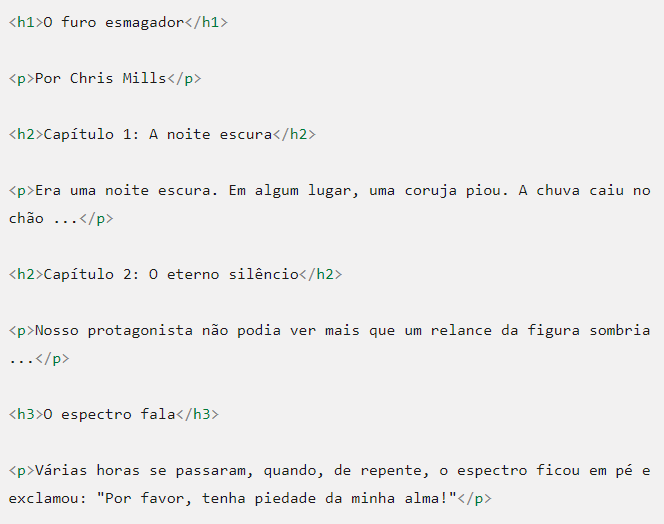 <h1>O furo esmagador</h1>
<p>Por Chris Mills</p>
<h2>Capítulo 1: A noite escura</h2>
<p>Era uma noite escura. Em algum lugar, uma coruja piou. A chuva caiu no
chão ...</p>
<h2>Capítulo 2: O eterno silêncio</h2>
<p>Nosso protagonista não podia ver mais que um relance da figura sombria
...</p>
<h3>O espectro fala</h3>
<p>Várias horas se passaram, quando, de repente, o espectro ficou em pé e
exclamou: "Por favor, tenha piedade da minha alma!"</p>